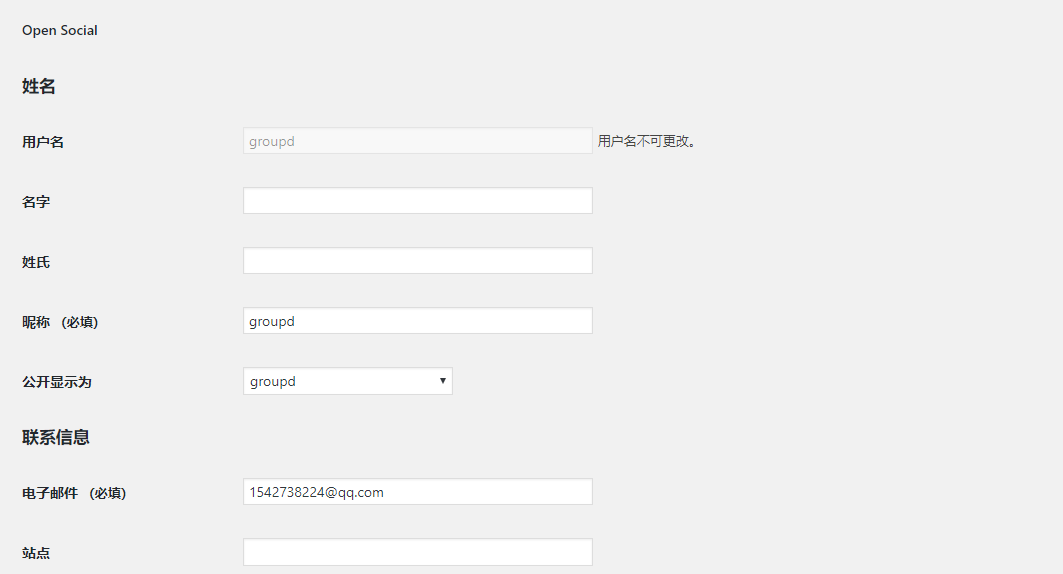 Open Social
姓名
用户名 groupd 用户名不可更改。
名字
姓氏
昵称 （必填） groupd
公开显示为 groupd
联系信息
电子邮件 （必填） 1542738224@qq.com
站点